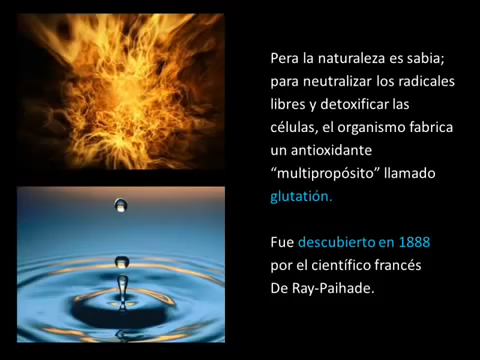 Pera la naturaleza es sabia;
para neutralizar los radicales
libres y detoxificar las
células, el organismo fabrica
un antioxidante
“multipropósito” llamado
glutatión.
Fue descubierto en 1888
por el científico francés
De Ray-Paihade.